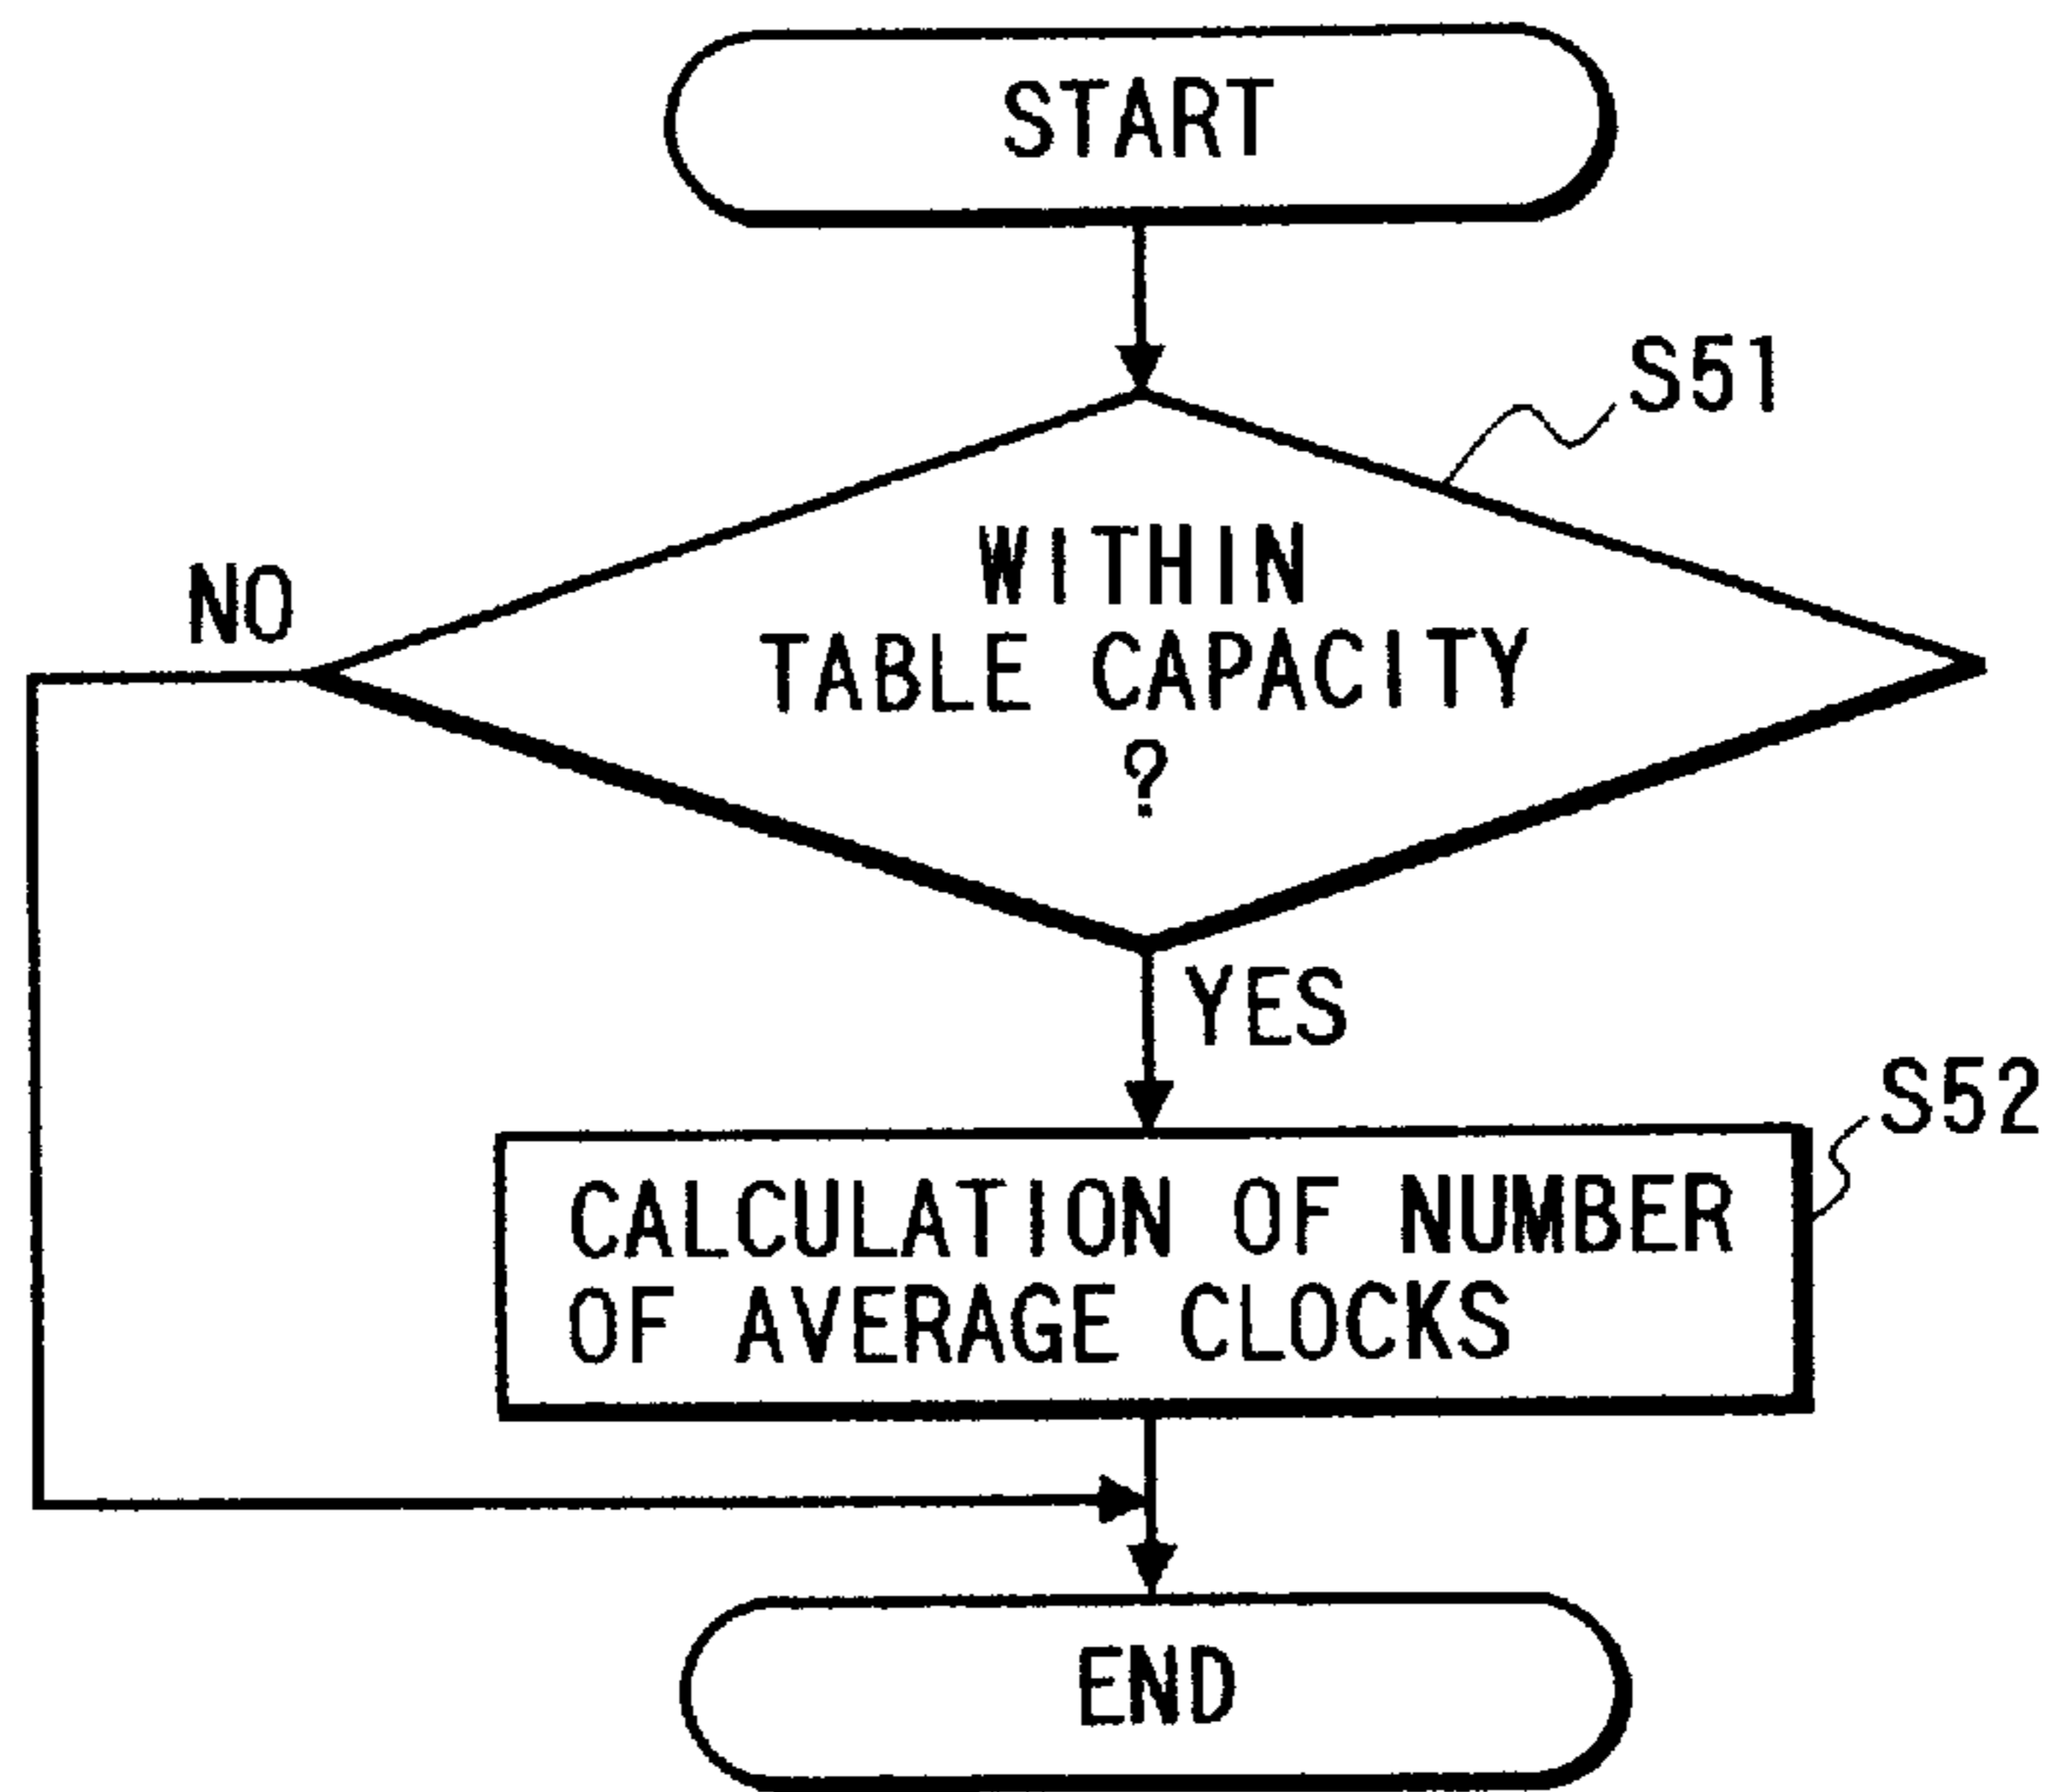 START
S51
WITHIN
TABLE CAPACITY
?
NO
YES
S52
CALCULATION OF NUMBER
OF AVERAGE CLOCKS
END